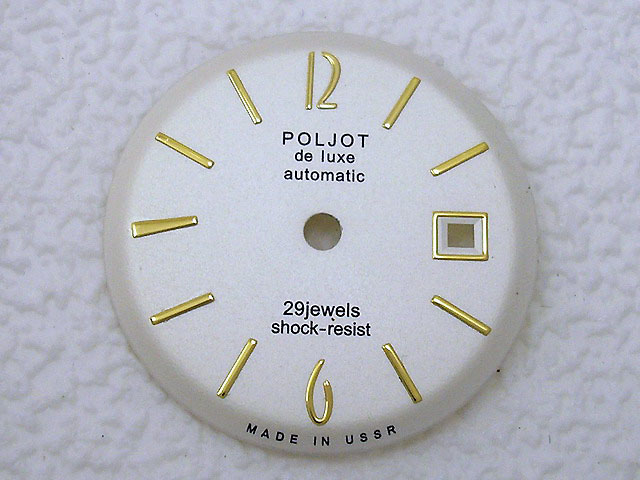 12
POLJOT
de luxe
automatic
29jewels
shock-resist
6
MADE IN USSR